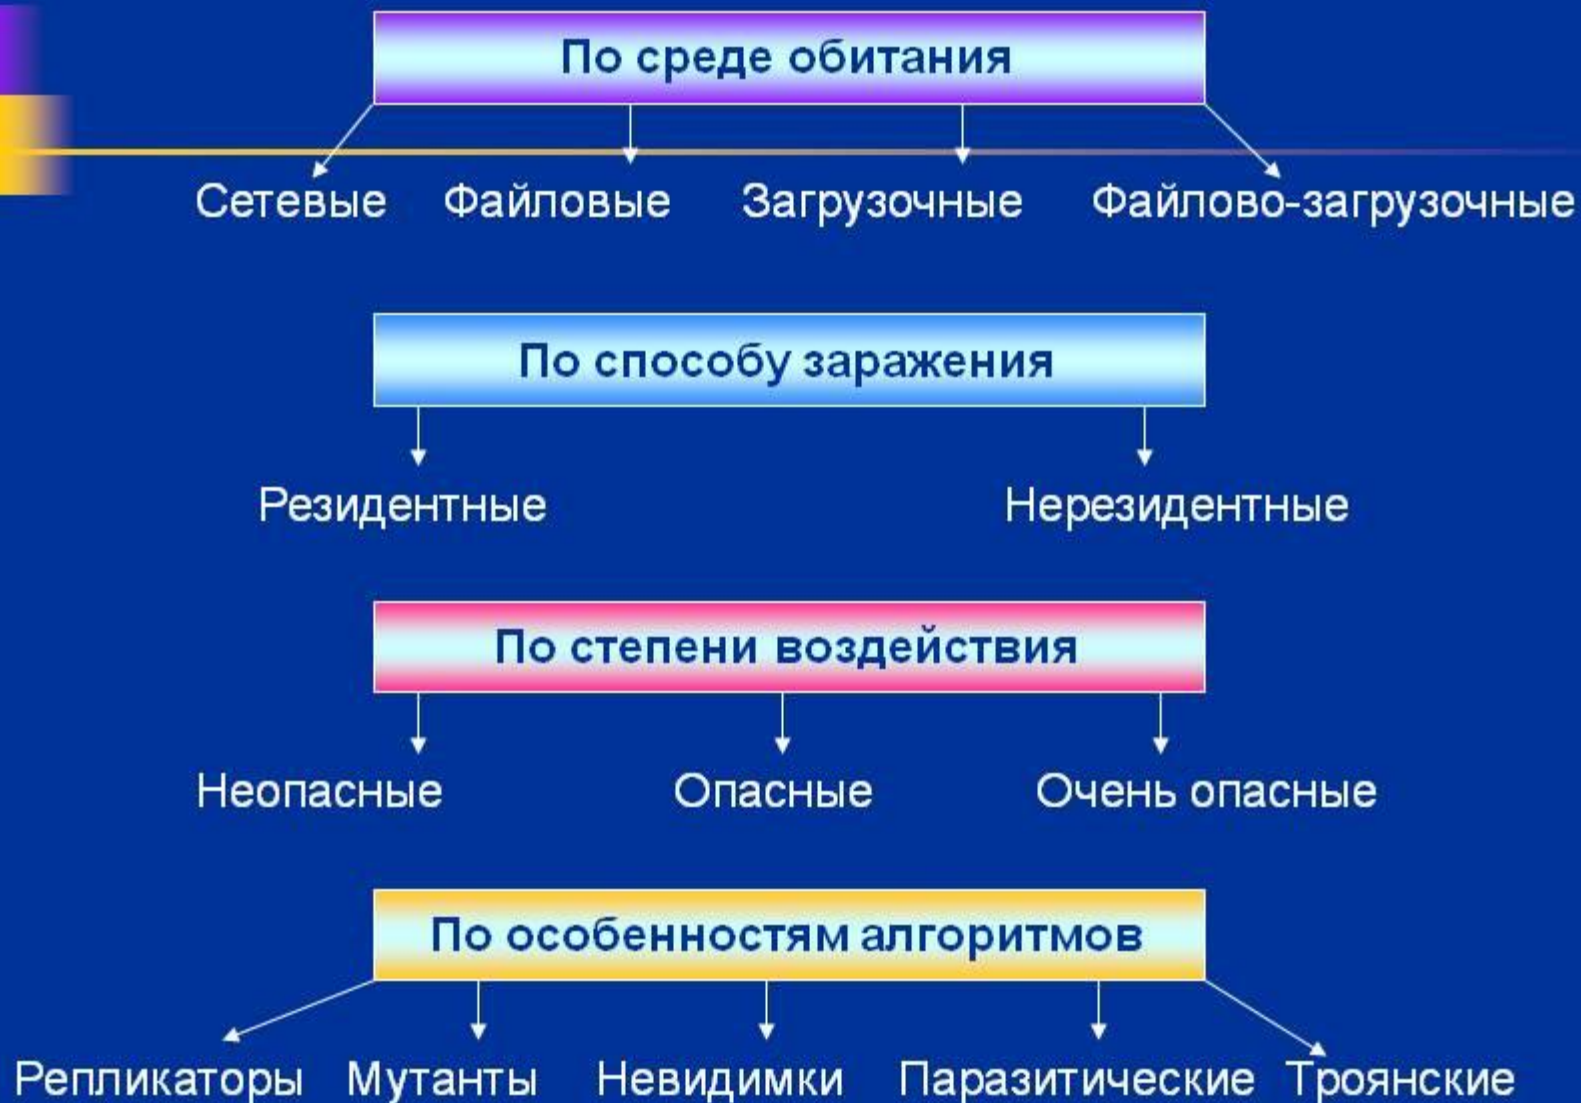 По среде обитания
Сетевые Файловые Загрузочные Файлово-загрузочные
По способу заражения
Резидентные Нерезидентные
По степени воздействия
Неопасные Опасные Очень опасные
По особенностям алгоритмов
Репликаторы Мутанты Невидимки Паразитические Троянские